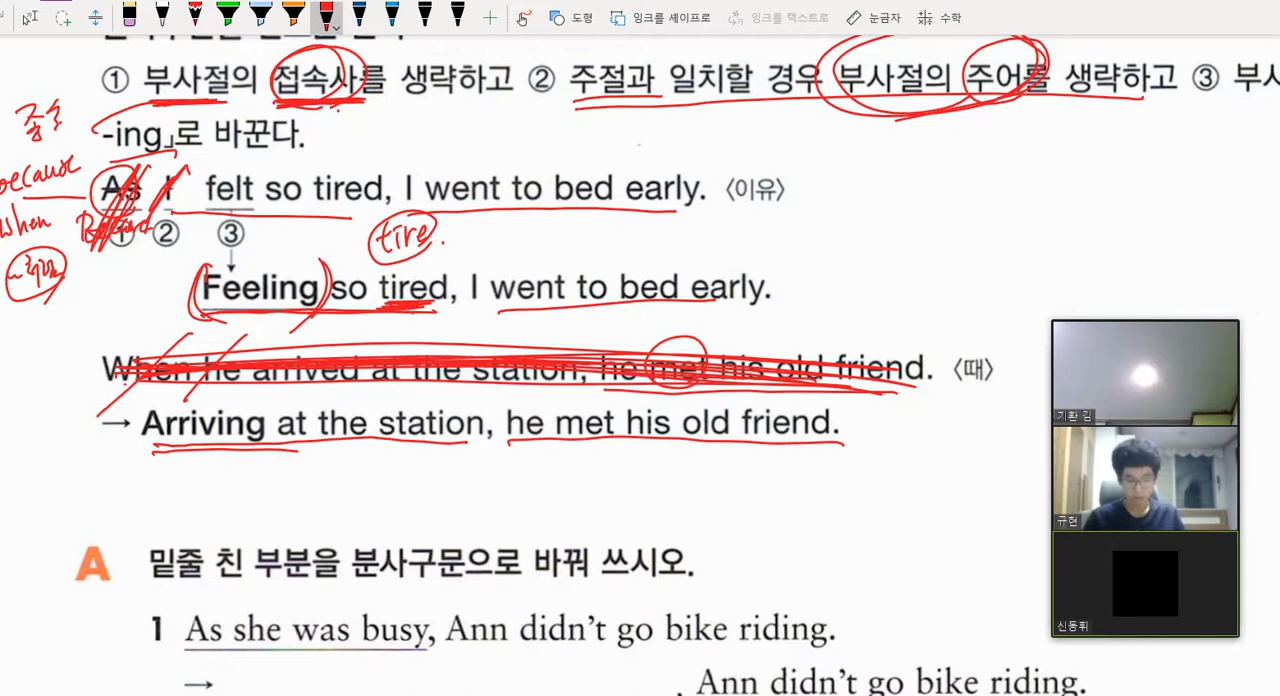 도형 잉크를 셰이프로 잉크를 텍스트로 눈금자 수학
① 부사절의 접속사를 생략하고 ② 주절과 일치할 경우 부사절의 주어를 생략하고 ③ 부사
-ing」로 바꾼다.
because
As I felt so tired, I went to bed early. 〈이유〉
when
① ② ③
tire.
Feeling so tired, I went to bed early.
When he arrived at the station, he met his old friend. 〈때〉
→ Arriving at the station, he met his old friend.
기환 김
규현
신동휘
A 밑줄 친 부분을 분사구문으로 바꿔 쓰시오.
1 As she was busy, Ann didn't go bike riding.
→ , Ann didn't go bike riding.